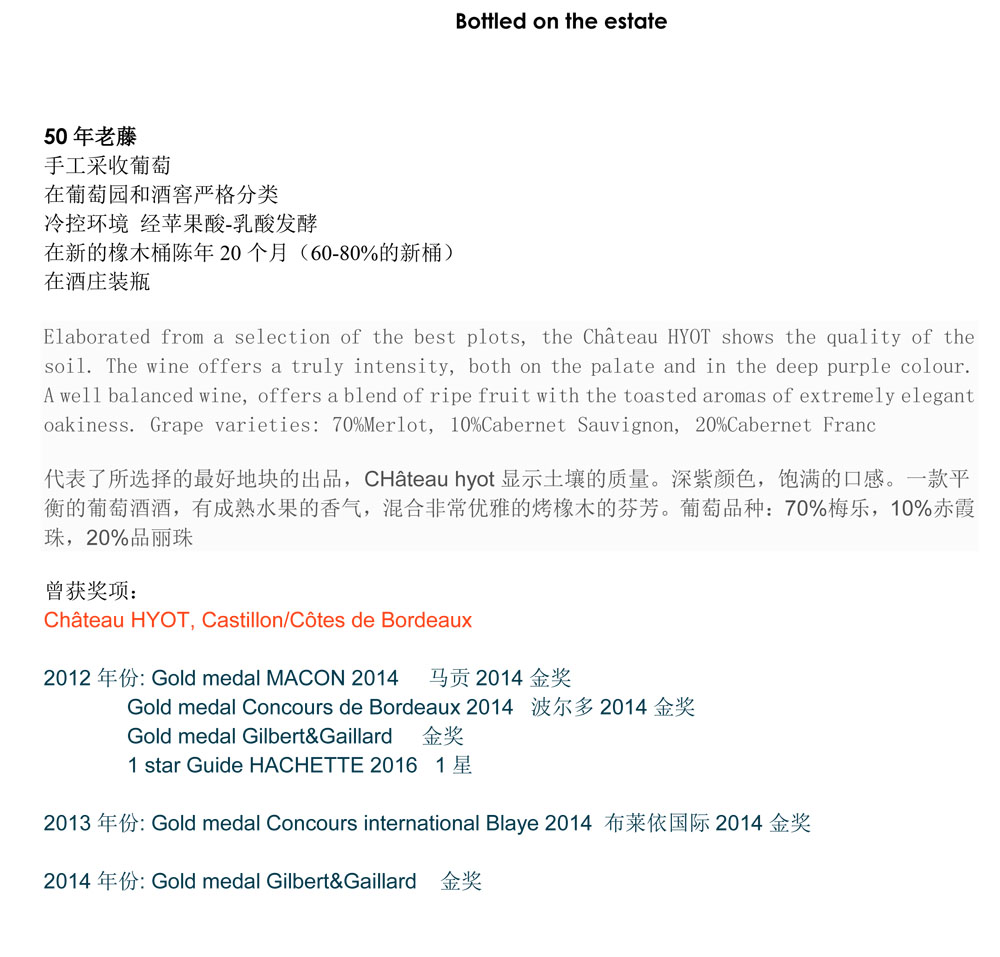 Bottled on the estate
50 年老藤
手工采收葡萄
在葡萄园和酒窖严格分类
冷控环境 经苹果酸-乳酸发酵
在新的橡木桶陈年 20 个月（60-80%的新桶）
在酒庄装瓶
Elaborated from a selection of the best plots, the Château HYOT shows the quality of the
soil. The wine offers a truly intensity, both on the palate and in the deep purple colour.
A well balanced wine, offers a blend of ripe fruit with the toasted aromas of extremely elegant
oakiness. Grape varieties: 70%Merlot, 10%Cabernet Sauvignon, 20%Cabernet Franc
代表了所选择的最好地块的出品，CHâteau hyot 显示土壤的质量。深紫颜色，饱满的口感。一款平
衡的葡萄酒酒，有成熟水果的香气，混合非常优雅的烤橡木的芬芳。葡萄品种：70%梅乐，10%赤霞
珠，20%品丽珠
曾获奖项：
Château HYOT, Castillon/Côtes de Bordeaux
2012 年份: Gold medal MACON 2014 马贡 2014 金奖
Gold medal Concours de Bordeaux 2014 波尔多 2014 金奖
Gold medal Gilbert&Gaillard 金奖
1 star Guide HACHETTE 2016 1 星
2013 年份: Gold medal Concours international Blaye 2014 布莱依国际 2014 金奖
2014 年份: Gold medal Gilbert&Gaillard 金奖